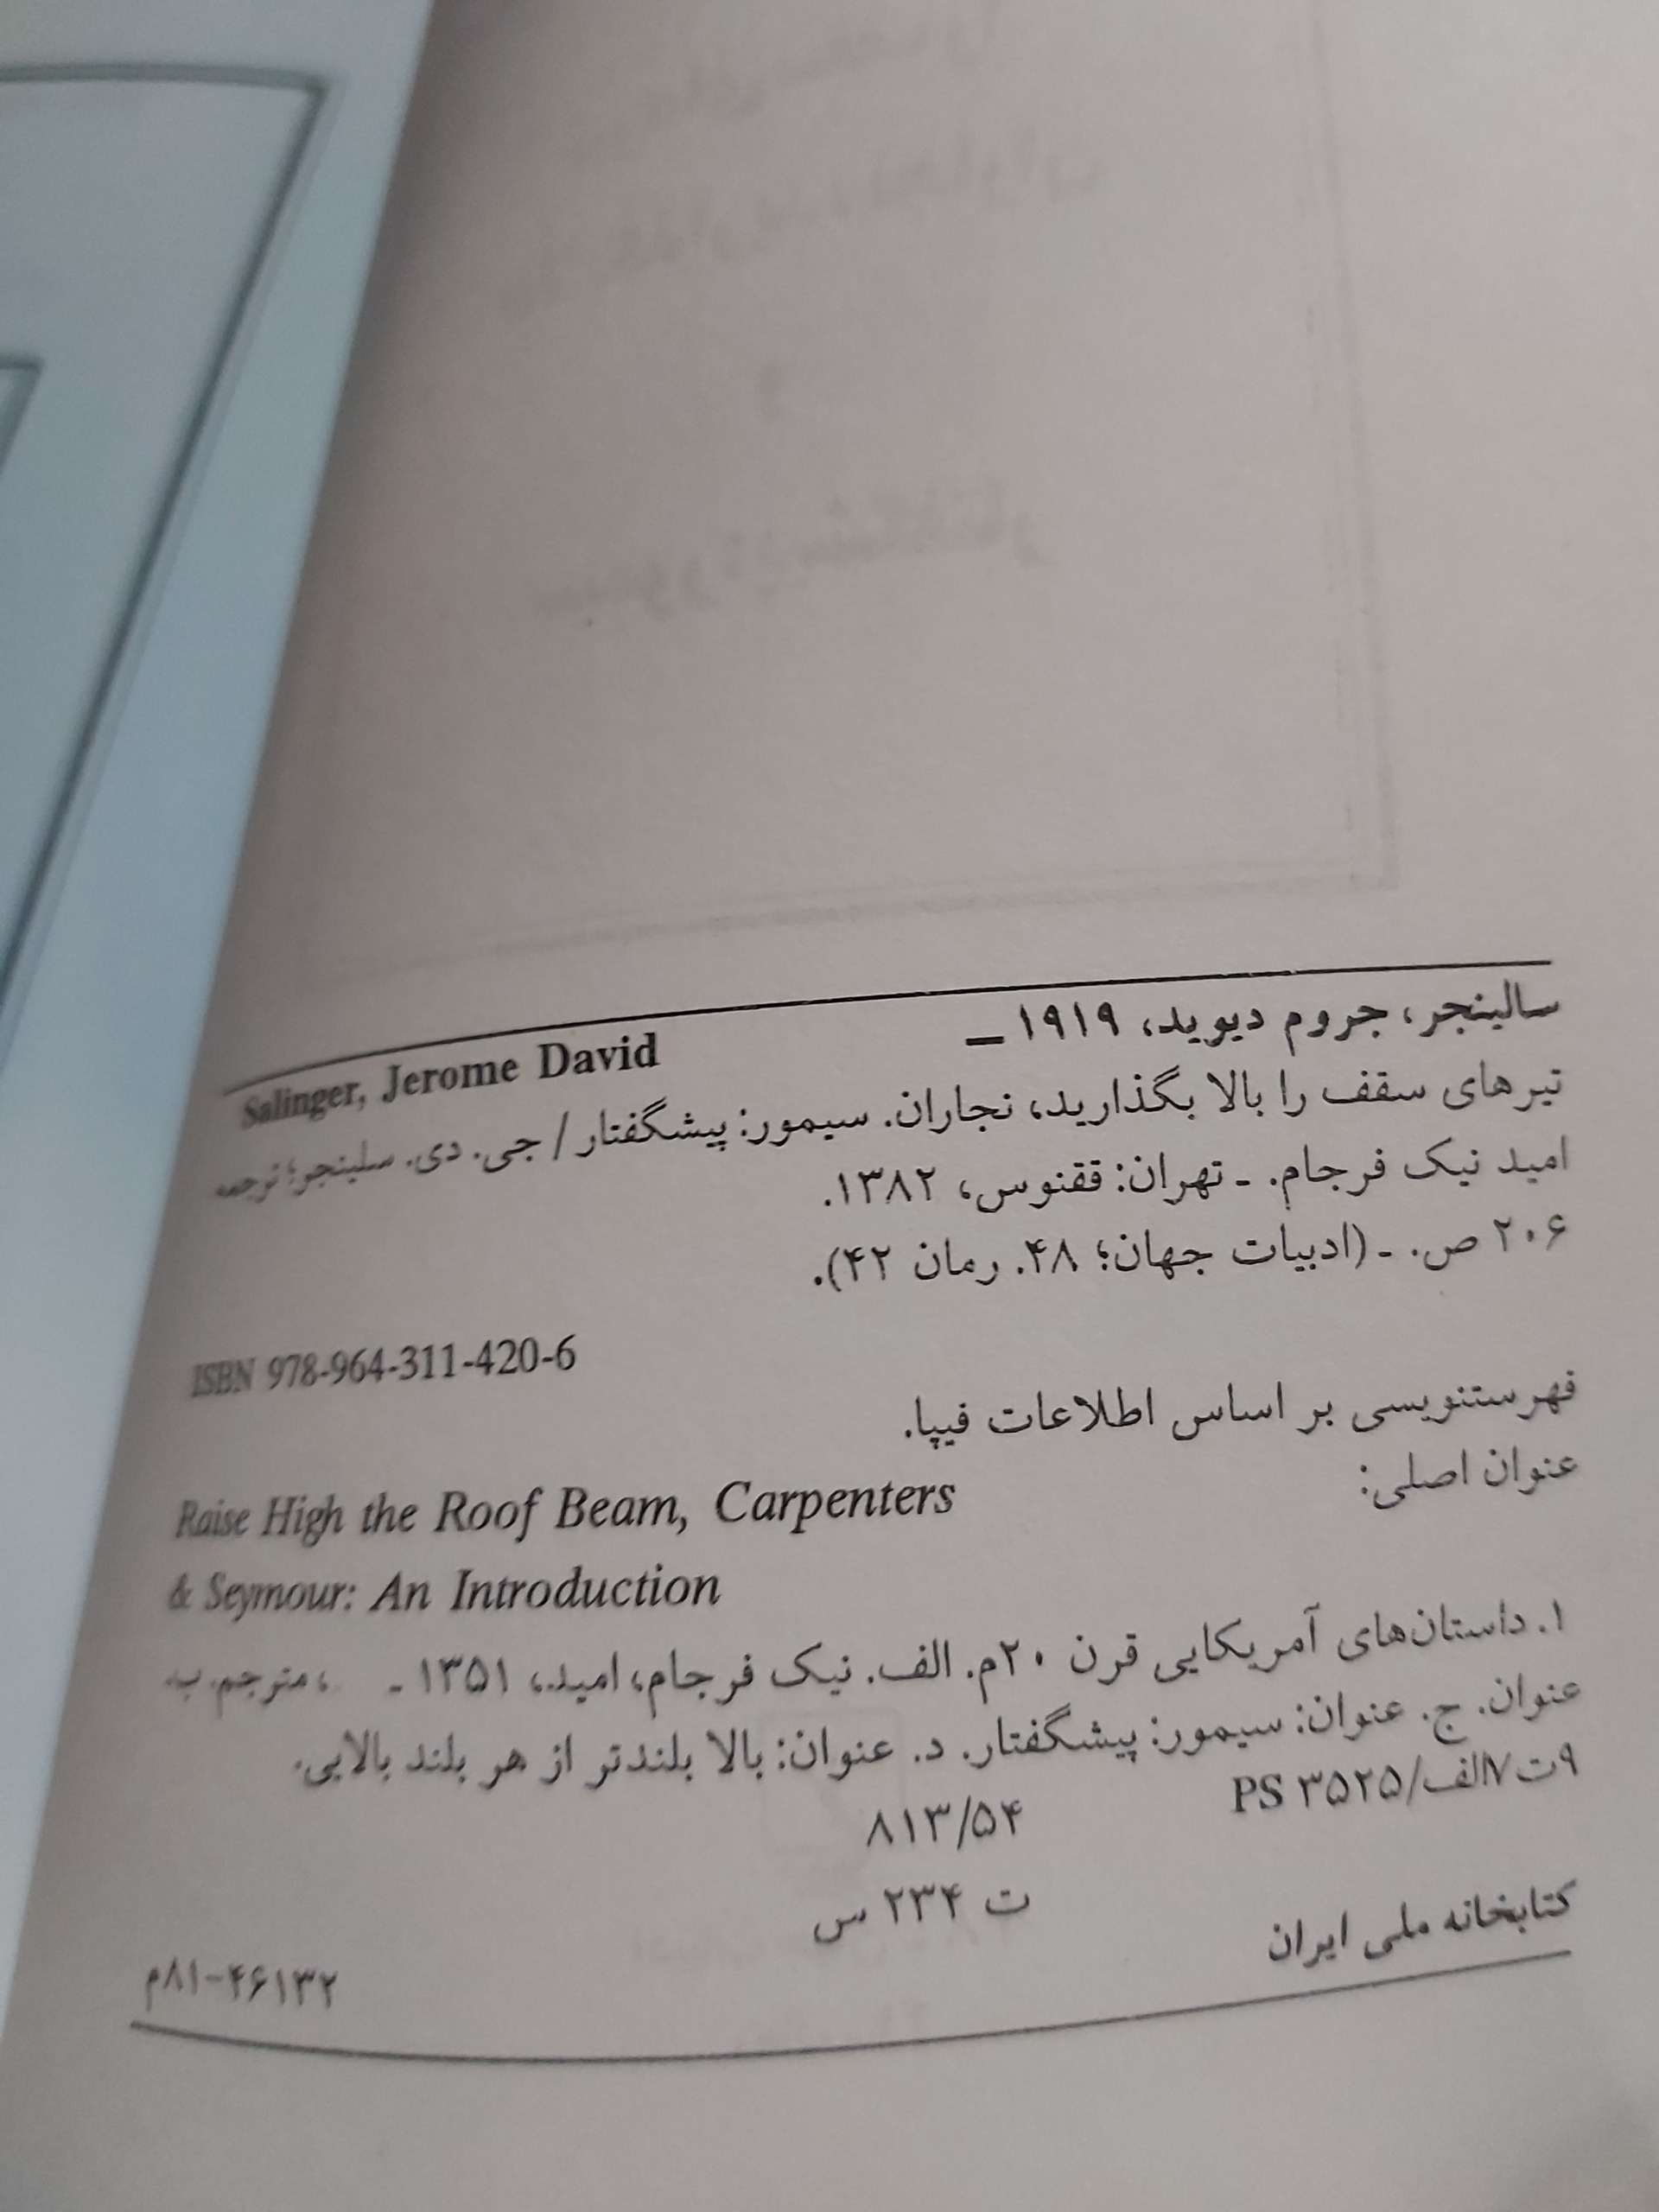 سالینجر، جروم دیوید، ۱۹۱۹ ـ
Salinger, Jerome David
تیرهای سقف را بالا بگذارید، نجاران. سیمور: پیشگفتار / جی. دی. سلینجر؛ ترجمه
امید نیک فرجام. ـ تهران: ققنوس، ۱۳۸۲.
۲۰۶ ص. ـ (ادبیات جهان؛ ۴۸. رمان ۴۲).
ISBN 978-964-311-420-6
فهرستنویسی بر اساس اطلاعات فیپا.
عنوان اصلی:
Raise High the Roof Beam, Carpenters
& Seymour: An Introduction
۱. داستان‌های آمریکایی قرن ۲۰م. الف. نیک فرجام، امید، ۱۳۵۱ ـ ، مترجم. ب.
عنوان. ج. عنوان: سیمور: پیشگفتار. د. عنوان: بالا بلندتر از هر بلند بالایی.
۹ت۷الف/PS ۳۵۲۵
۸۱۳/۵۴
ت ۲۳۴ س
کتابخانه ملی ایران
۸۱-۴۶۱۳۲م